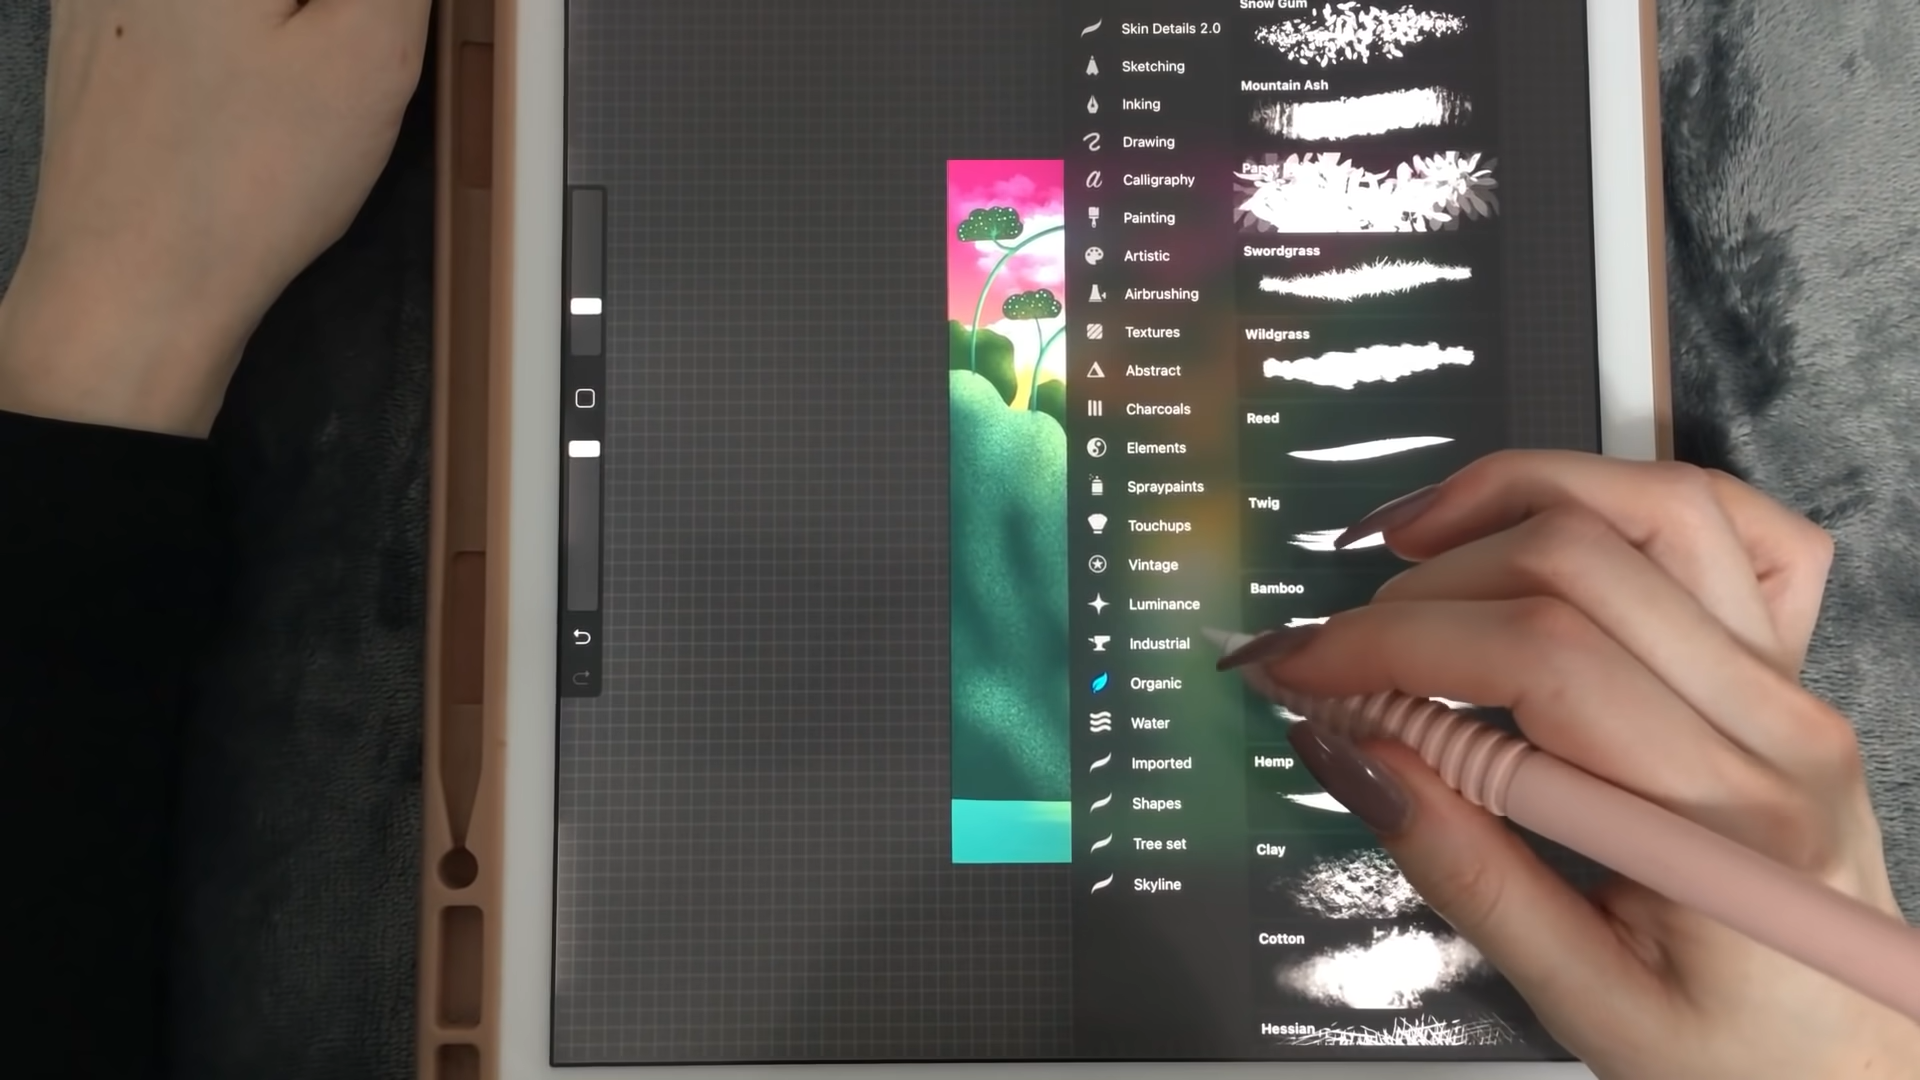 Skin Details 2.0
Sketching
Inking
Drawing
Calligraphy
Painting
Artistic
Airbrushing
Textures
Abstract
Charcoals
Elements
Spraypaints
Touchups
Vintage
Luminance
Industrial
Organic
Water
Imported
Shapes
Tree set
Skyline
Snow Gum
Mountain Ash
Swordgrass
Wildgrass
Reed
Twig
Bamboo
Hemp
Clay
Cotton
Hessian